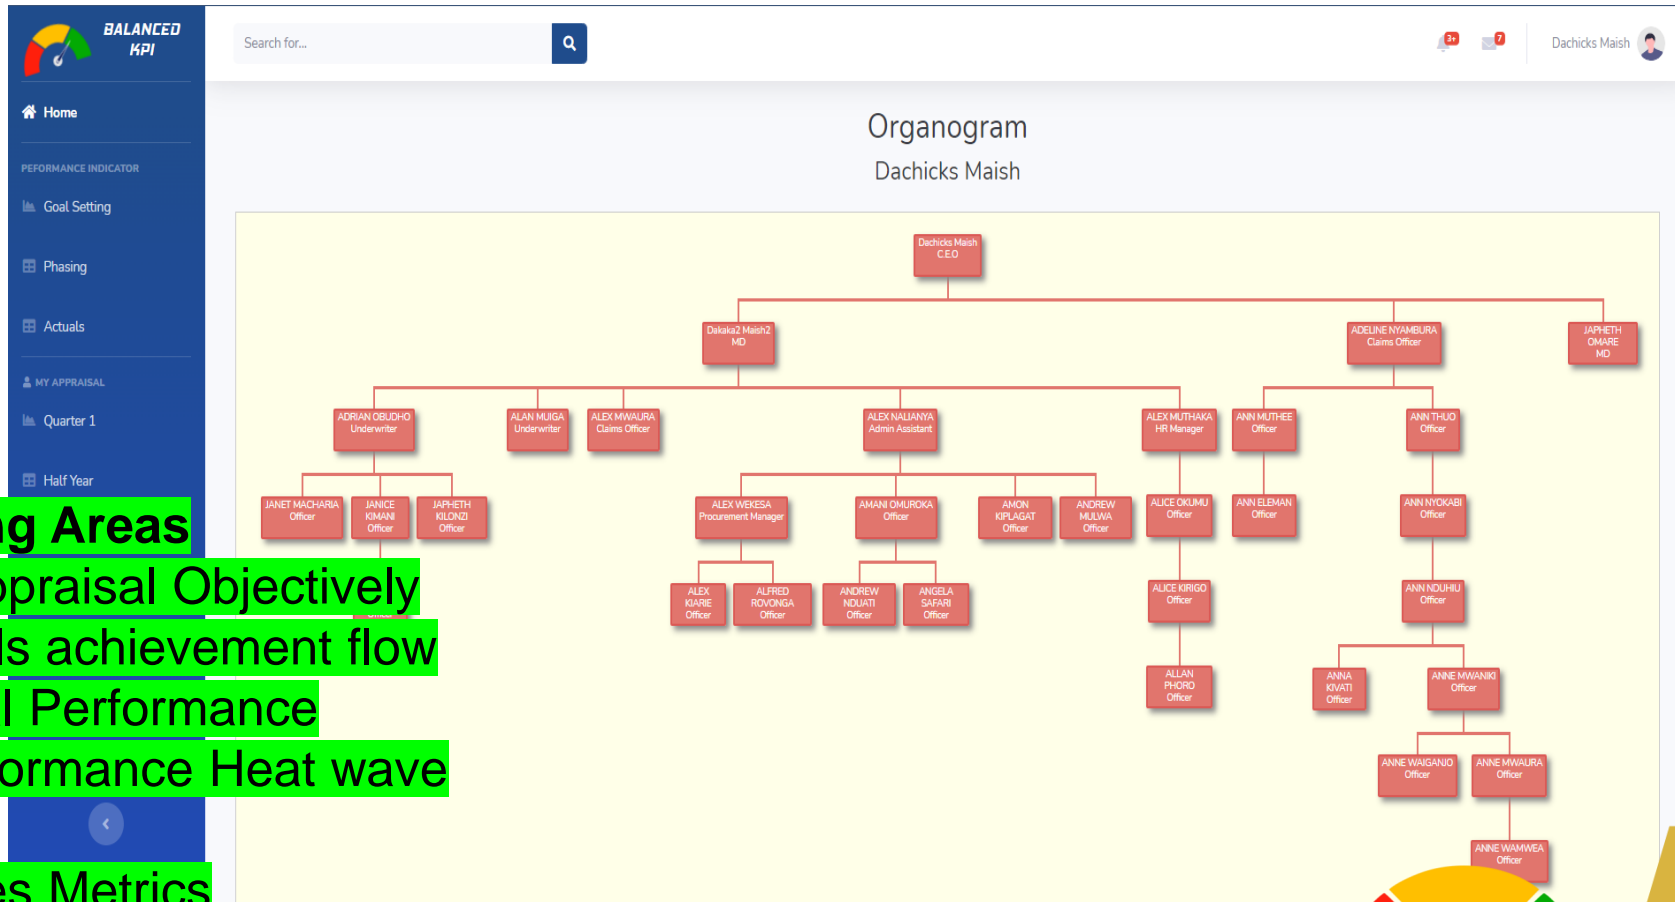 BALANCED
KPI
Search for...
3+
7
Dachicks Maish
Home
PEFORMANCE INDICATOR
Goal Setting
Phasing
Actuals
MY APPRAISAL
Quarter 1
Half Year
Organogram
Dachicks Maish
Dachicks Maish
C.E.O
Dakaka2 Maish2
MD
ADELINE NYAMBURA
Claims Officer
JAPHETH
OMARE
MD
ADRIAN OBUDHO
Underwriter
ALAN MUIGA
Underwriter
ALEX MWAURA
Claims Officer
ALEX NALIANYA
Admin Assistant
ALEX MUTHAKA
HR Manager
ANN MUTHEE
Officer
ANN THUO
Officer
JANET MACHARIA
Officer
JANICE
KIMANI
Officer
JAPHETH
KILONZI
Officer
ALEX WEKESA
Procurement Manager
AMANI OMUROKA
Officer
AMON
KIPLAGAT
Officer
ANDREW
MULWA
Officer
ALICE OKUMU
Officer
ANN ELEMAN
Officer
ANN NYOKABI
Officer
ALEX
KIARIE
Officer
ALFRED
ROVONGA
Officer
ANDREW
NDUATI
Officer
ANGELA
SAFARI
Officer
ALICE KIRIGO
Officer
ANN NDUHIU
Officer
ALLAN
PHORO
Officer
ANNA
KIVATI
Officer
ANNE MWANIKI
Officer
ANNE WAIGANJO
Officer
ANNE MWAURA
Officer
ANNE WAMWEA
Officer
ng Areas
ppraisal Objectively
ls achievement flow
l Performance
ormance Heat wave
es Metrics